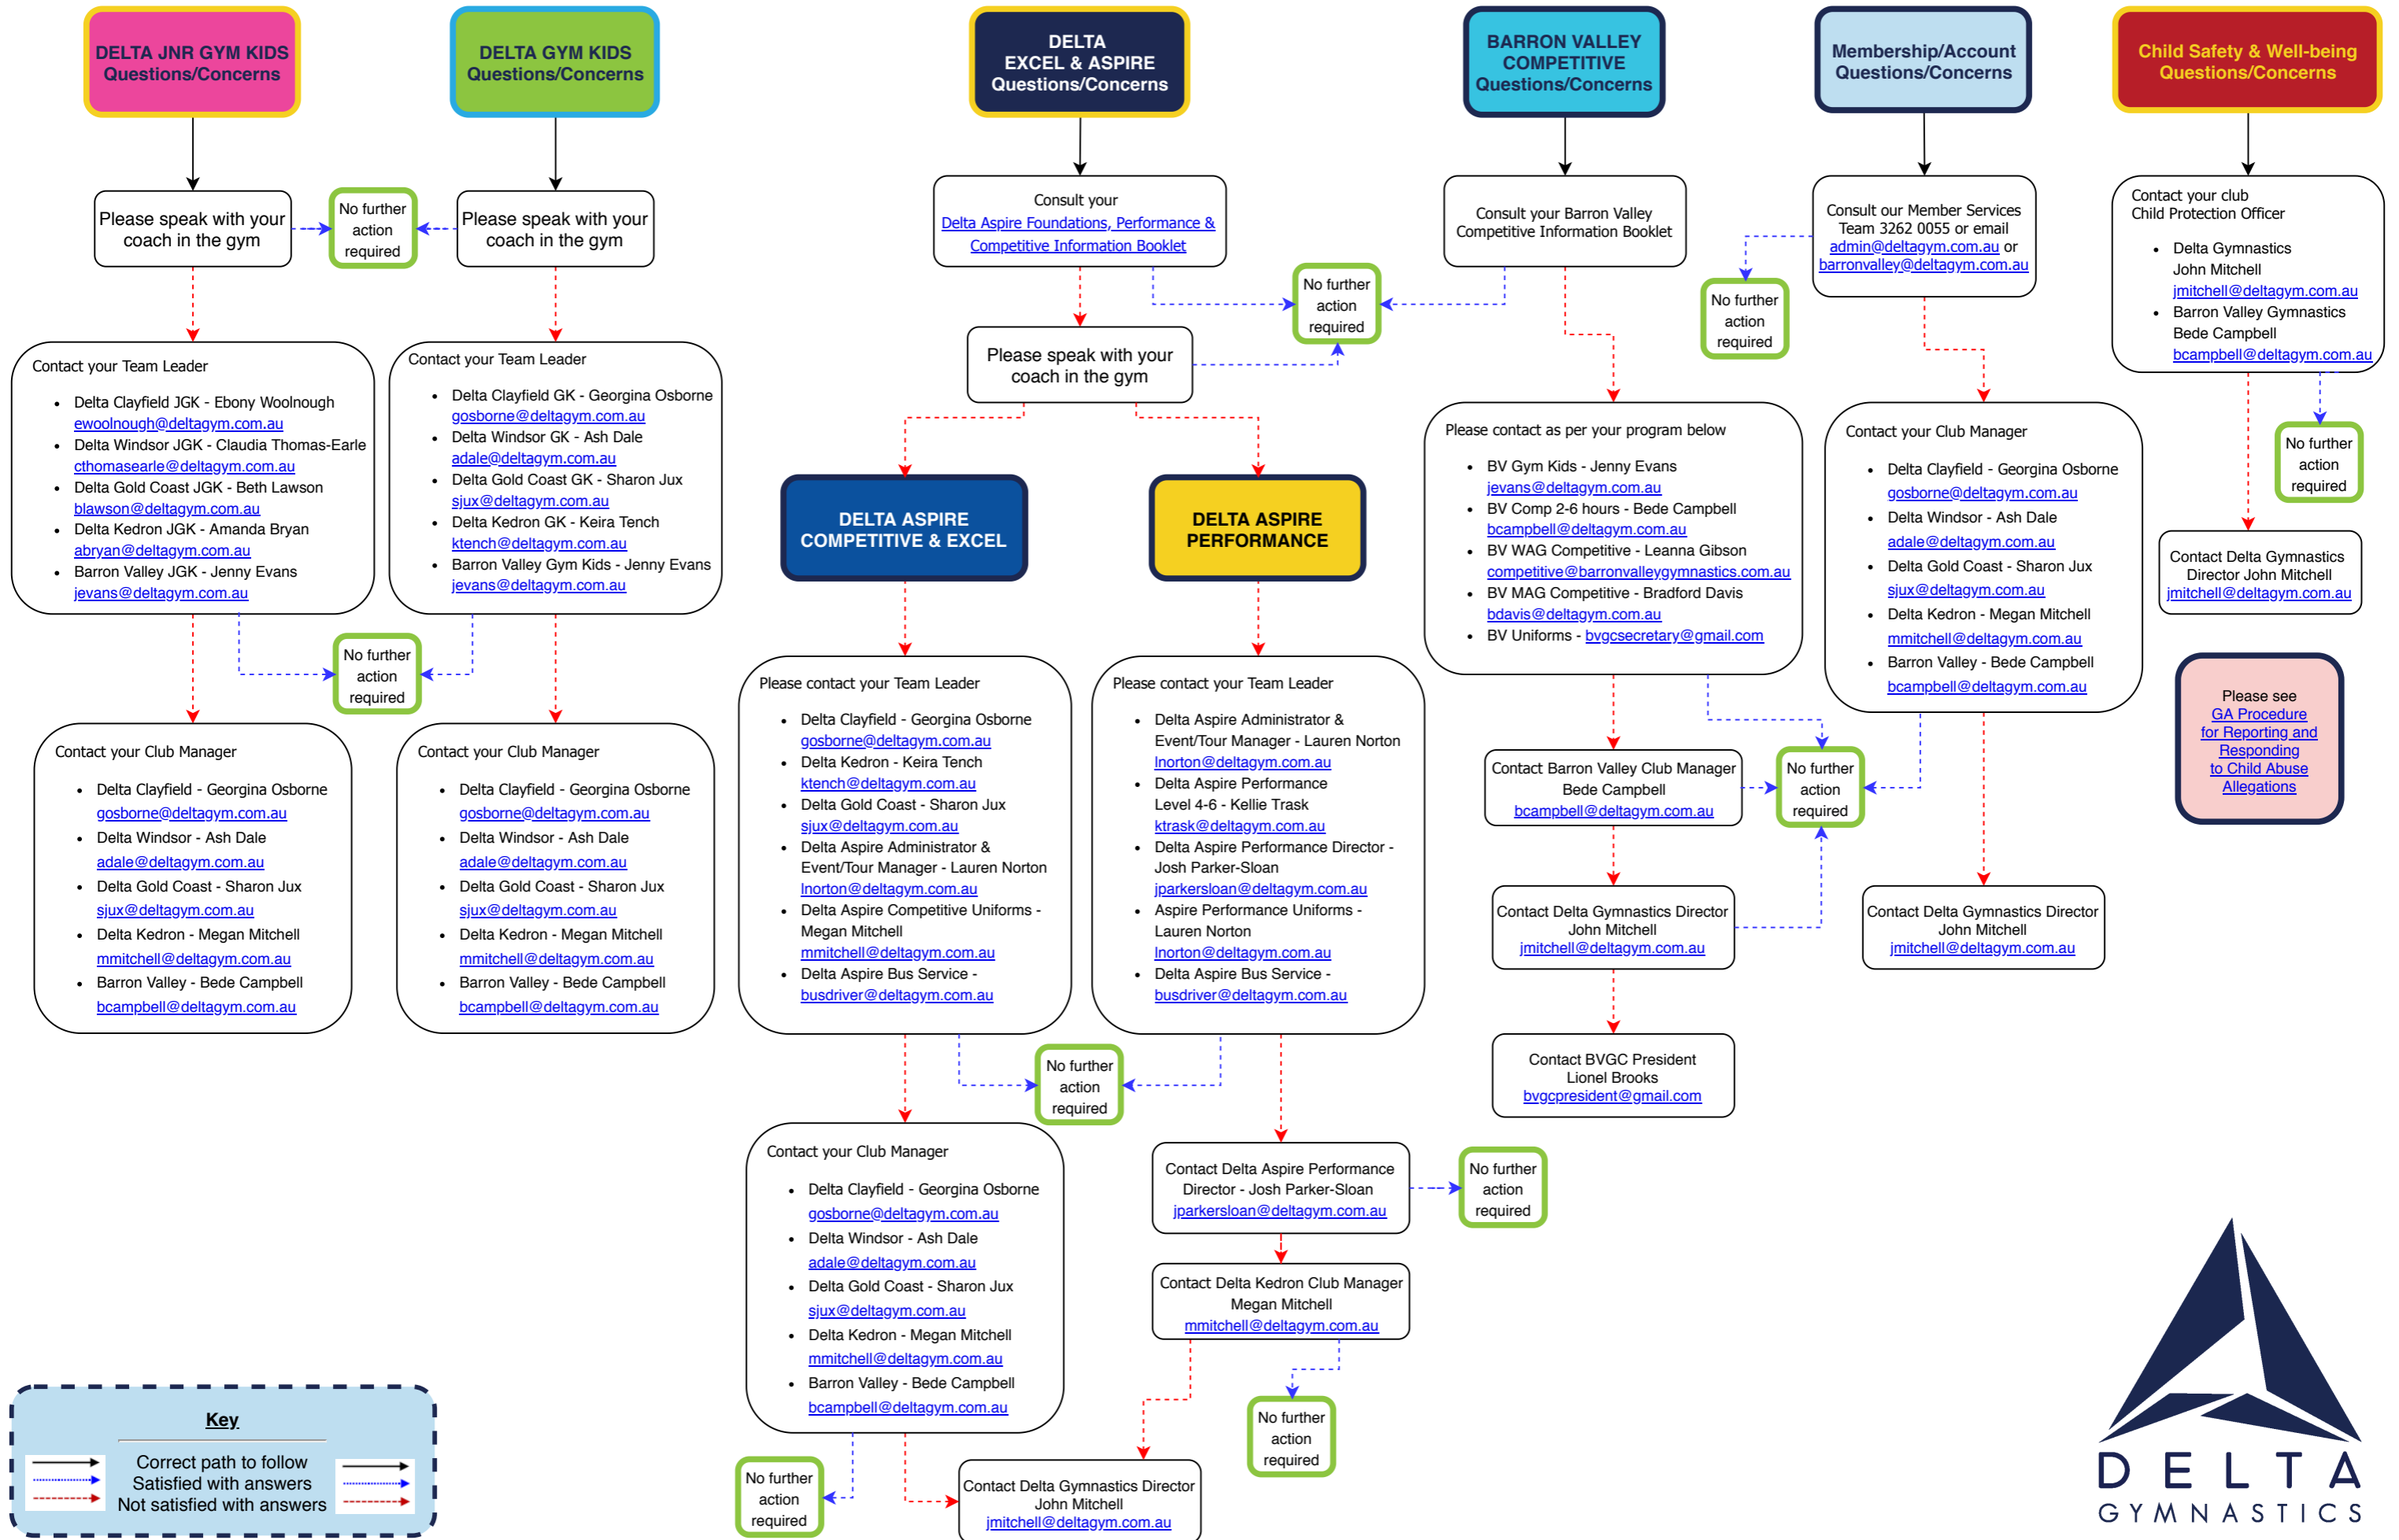 DELTA JNR GYM KIDS
Questions/Concerns
DELTA GYM KIDS
Questions/Concerns
DELTA
EXCEL & ASPIRE
Questions/Concerns
BARRON VALLEY
COMPETITIVE
Questions/Concerns
Membership/Account
Questions/Concerns
Child Safety & Well-being
Questions/Concerns
Please speak with your
coach in the gym
No further
action
required
Please speak with your
coach in the gym
Consult your
Delta Aspire Foundations, Performance &
Competitive Information Booklet
Consult your Barron Valley
Competitive Information Booklet
Consult our Member Services
Team 3262 0055 or email
admin@deltagym.com.au or
barronvalley@deltagym.com.au
Contact your club
Child Protection Officer
• Delta Gymnastics
John Mitchell
jmitchell@deltagym.com.au
• Barron Valley Gymnastics
Bede Campbell
bcampbell@deltagym.com.au
No further
action
required
No further
action
required
Please speak with your
coach in the gym
Contact your Team Leader
• Delta Clayfield JGK - Ebony Woolnough
ewoolnough@deltagym.com.au
• Delta Windsor JGK - Claudia Thomas-Earle
cthomasearle@deltagym.com.au
• Delta Gold Coast JGK - Beth Lawson
blawson@deltagym.com.au
• Delta Kedron JGK - Amanda Bryan
abryan@deltagym.com.au
• Barron Valley JGK - Jenny Evans
jevans@deltagym.com.au
Contact your Team Leader
• Delta Clayfield GK - Georgina Osborne
gosborne@deltagym.com.au
• Delta Windsor GK - Ash Dale
adale@deltagym.com.au
• Delta Gold Coast GK - Sharon Jux
sjux@deltagym.com.au
• Delta Kedron GK - Keira Tench
ktench@deltagym.com.au
• Barron Valley Gym Kids - Jenny Evans
jevans@deltagym.com.au
DELTA ASPIRE
COMPETITIVE & EXCEL
DELTA ASPIRE
PERFORMANCE
Please contact as per your program below
• BV Gym Kids - Jenny Evans
jevans@deltagym.com.au
• BV Comp 2-6 hours - Bede Campbell
bcampbell@deltagym.com.au
• BV WAG Competitive - Leanna Gibson
competitive@barronvalleygymnastics.com.au
• BV MAG Competitive - Bradford Davis
bdavis@deltagym.com.au
• BV Uniforms - bvgcsecretary@gmail.com
Contact your Club Manager
• Delta Clayfield - Georgina Osborne
gosborne@deltagym.com.au
• Delta Windsor - Ash Dale
adale@deltagym.com.au
• Delta Gold Coast - Sharon Jux
sjux@deltagym.com.au
• Delta Kedron - Megan Mitchell
mmitchell@deltagym.com.au
• Barron Valley - Bede Campbell
bcampbell@deltagym.com.au
No further
action
required
Contact Delta Gymnastics
Director John Mitchell
jmitchell@deltagym.com.au
No further
action
required
Please see
GA Procedure
for Reporting and
Responding
to Child Abuse
Allegations
Contact your Club Manager
• Delta Clayfield - Georgina Osborne
gosborne@deltagym.com.au
• Delta Windsor - Ash Dale
adale@deltagym.com.au
• Delta Gold Coast - Sharon Jux
sjux@deltagym.com.au
• Delta Kedron - Megan Mitchell
mmitchell@deltagym.com.au
• Barron Valley - Bede Campbell
bcampbell@deltagym.com.au
Contact your Club Manager
• Delta Clayfield - Georgina Osborne
gosborne@deltagym.com.au
• Delta Windsor - Ash Dale
adale@deltagym.com.au
• Delta Gold Coast - Sharon Jux
sjux@deltagym.com.au
• Delta Kedron - Megan Mitchell
mmitchell@deltagym.com.au
• Barron Valley - Bede Campbell
bcampbell@deltagym.com.au
Please contact your Team Leader
• Delta Clayfield - Georgina Osborne
gosborne@deltagym.com.au
• Delta Kedron - Keira Tench
ktench@deltagym.com.au
• Delta Gold Coast - Sharon Jux
sjux@deltagym.com.au
• Delta Aspire Administrator &
Event/Tour Manager - Lauren Norton
lnorton@deltagym.com.au
• Delta Aspire Competitive Uniforms -
Megan Mitchell
mmitchell@deltagym.com.au
• Delta Aspire Bus Service -
busdriver@deltagym.com.au
Please contact your Team Leader
• Delta Aspire Administrator &
Event/Tour Manager - Lauren Norton
lnorton@deltagym.com.au
• Delta Aspire Performance
Level 4-6 - Kellie Trask
ktrask@deltagym.com.au
• Delta Aspire Performance Director -
Josh Parker-Sloan
jparkersloan@deltagym.com.au
• Aspire Performance Uniforms -
Lauren Norton
lnorton@deltagym.com.au
• Delta Aspire Bus Service -
busdriver@deltagym.com.au
Contact Barron Valley Club Manager
Bede Campbell
bcampbell@deltagym.com.au
No further
action
required
Contact Delta Gymnastics Director
John Mitchell
jmitchell@deltagym.com.au
Contact Delta Gymnastics Director
John Mitchell
jmitchell@deltagym.com.au
Contact BVGC President
Lionel Brooks
bvgcpresident@gmail.com
No further
action
required
Contact your Club Manager
• Delta Clayfield - Georgina Osborne
gosborne@deltagym.com.au
• Delta Windsor - Ash Dale
adale@deltagym.com.au
• Delta Gold Coast - Sharon Jux
sjux@deltagym.com.au
• Delta Kedron - Megan Mitchell
mmitchell@deltagym.com.au
• Barron Valley - Bede Campbell
bcampbell@deltagym.com.au
Contact Delta Aspire Performance
Director - Josh Parker-Sloan
jparkersloan@deltagym.com.au
No further
action
required
Contact Delta Kedron Club Manager
Megan Mitchell
mmitchell@deltagym.com.au
No further
action
required
No further
action
required
Contact Delta Gymnastics Director
John Mitchell
jmitchell@deltagym.com.au
Key
Correct path to follow
Satisfied with answers
Not satisfied with answers
DELTA
GYMNASTICS